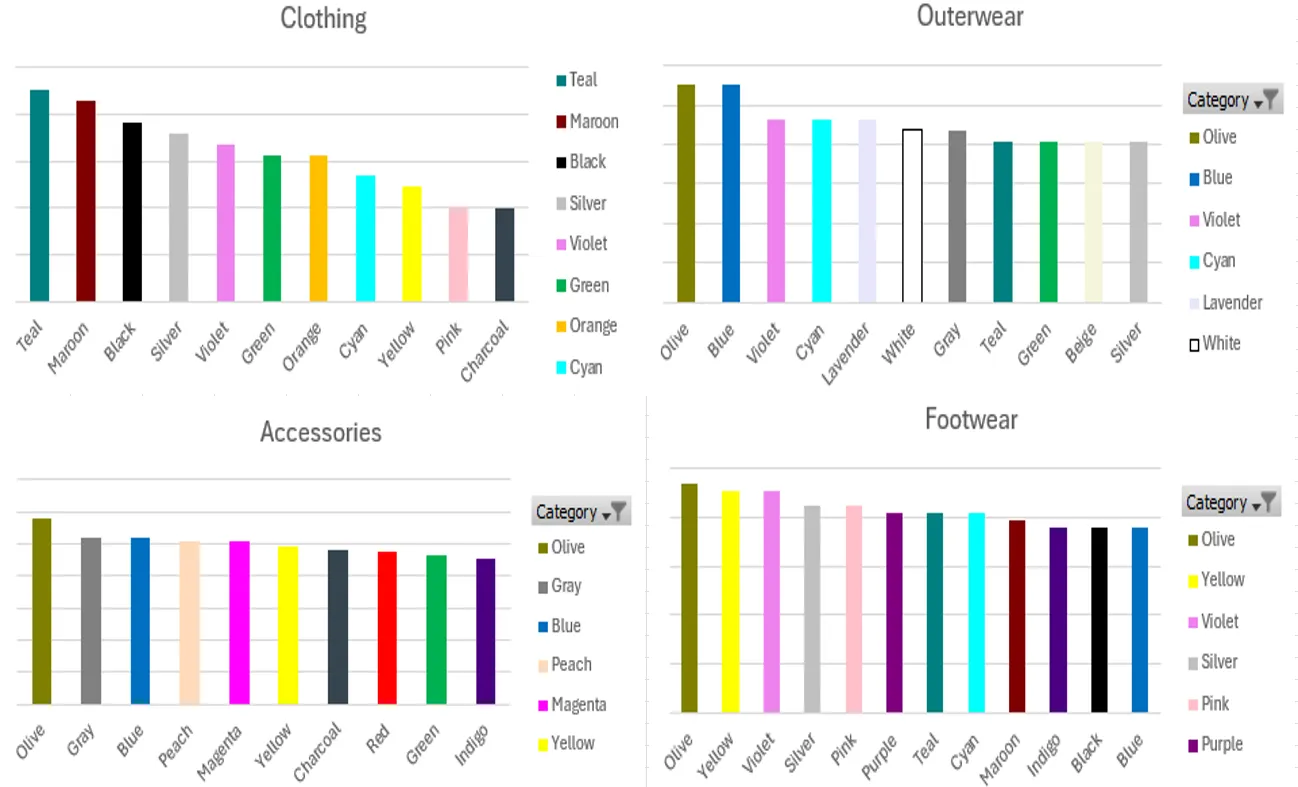 Clothing
Teal
Maroon
Black
Silver
Violet
Green
Orange
Cyan
Yellow
Pink
Charcoal
Teal
Maroon
Black
Silver
Violet
Green
Orange
Cyan
Outerwear
Olive
Blue
Violet
Cyan
Lavender
White
Gray
Teal
Green
Beige
Silver
Category
Olive
Blue
Violet
Cyan
Lavender
White
Accessories
Olive
Gray
Blue
Peach
Magenta
Yellow
Charcoal
Red
Green
Indigo
Category
Olive
Gray
Blue
Peach
Magenta
Yellow
Footwear
Olive
Yellow
Violet
Silver
Pink
Purple
Teal
Cyan
Maroon
Indigo
Black
Blue
Category
Olive
Yellow
Violet
Silver
Pink
Purple